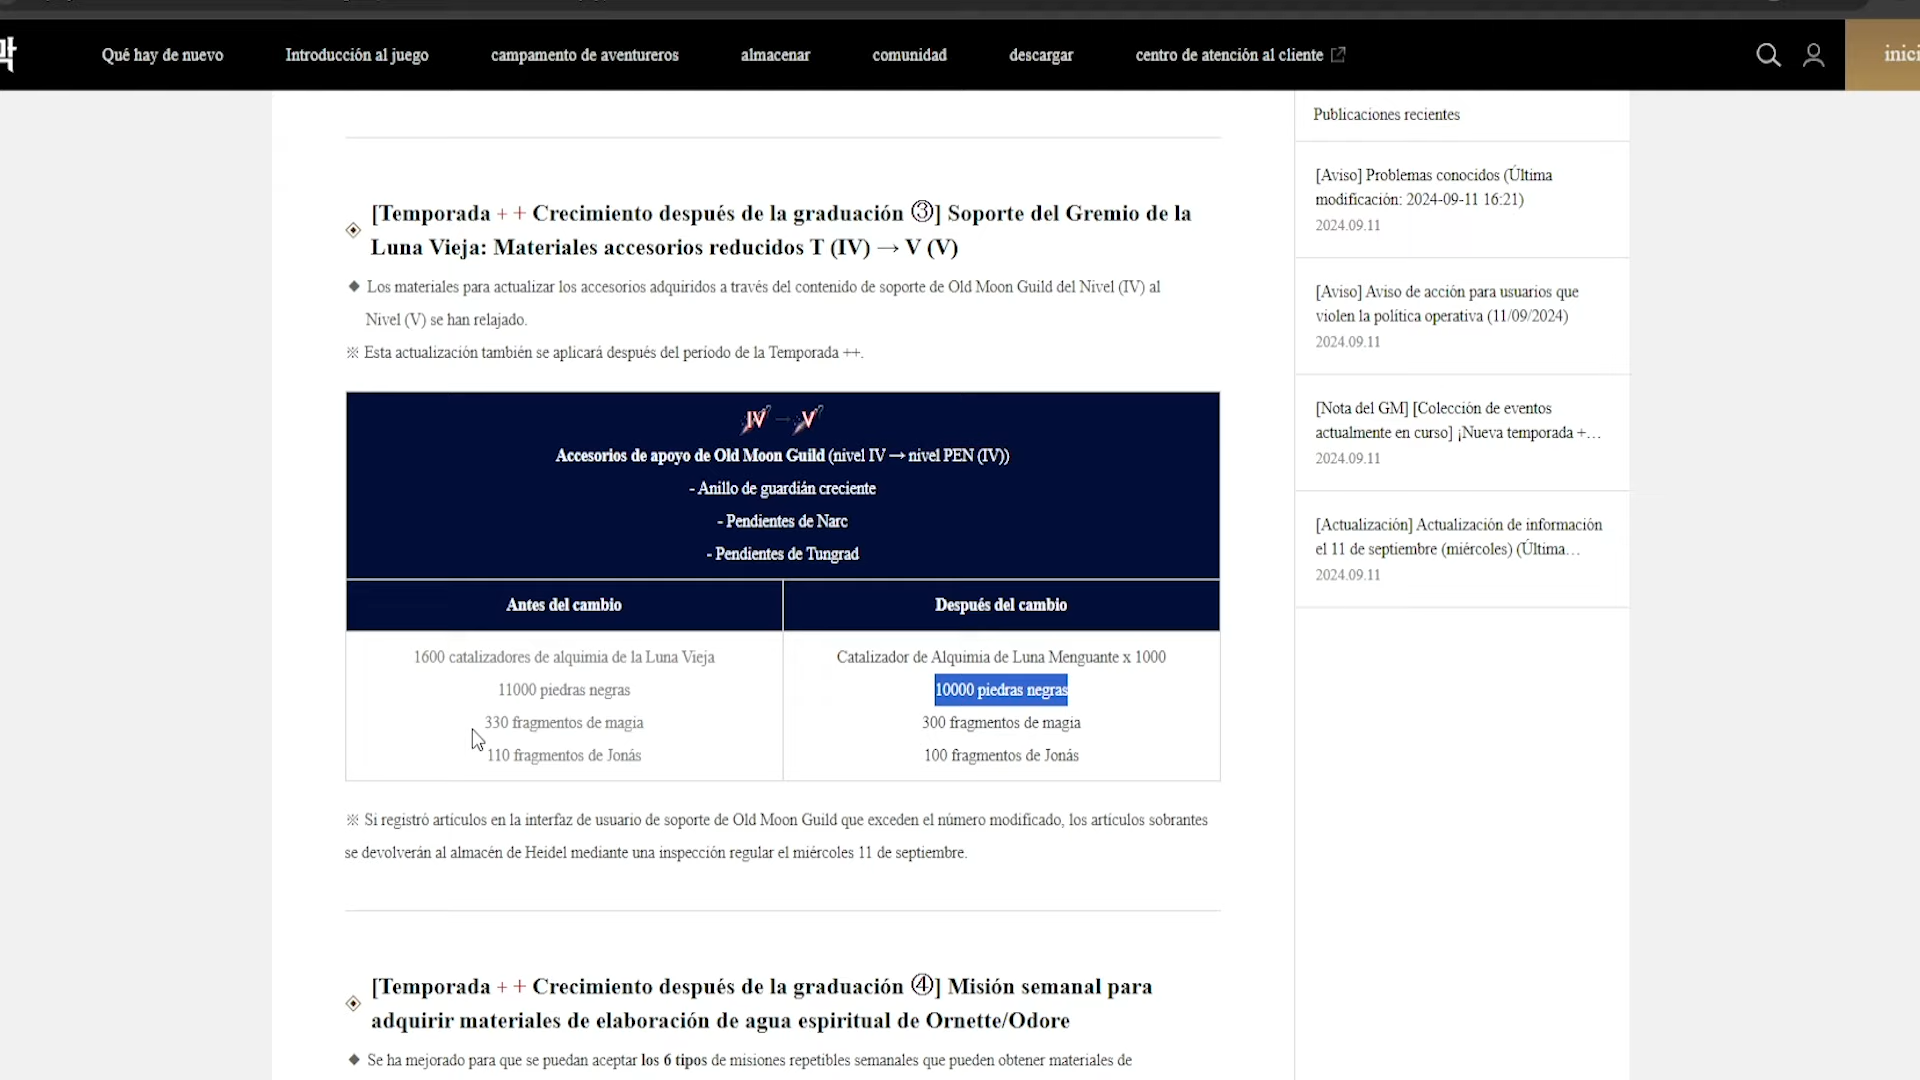 막
Qué hay de nuevo
Introducción al juego
campamento de aventureros
almacenar
comunidad
descargar
centro de atención al cliente
inici
[Temporada + + Crecimiento después de la graduación ③] Soporte del Gremio de la
Luna Vieja: Materiales accesorios reducidos T (IV) → V (V)
◆ Los materiales para actualizar los accesorios adquiridos a través del contenido de soporte de Old Moon Guild del Nivel (IV) al
Nivel (V) se han relajado.
※ Esta actualización también se aplicará después del período de la Temporada ++.
IV → V
Accesorios de apoyo de Old Moon Guild (nivel IV → nivel PEN (IV))
- Anillo de guardián creciente
- Pendientes de Narc
- Pendientes de Tungrad
Antes del cambio
Después del cambio
1600 catalizadores de alquimia de la Luna Vieja
11000 piedras negras
330 fragmentos de magia
110 fragmentos de Jonás
Catalizador de Alquimia de Luna Menguante x 1000
10000 piedras negras
300 fragmentos de magia
100 fragmentos de Jonás
※ Si registró artículos en la interfaz de usuario de soporte de Old Moon Guild que exceden el número modificado, los artículos sobrantes
se devolverán al almacén de Heidel mediante una inspección regular el miércoles 11 de septiembre.
[Temporada + + Crecimiento después de la graduación ④] Misión semanal para
adquirir materiales de elaboración de agua espiritual de Ornette/Odore
◆ Se ha mejorado para que se puedan aceptar los 6 tipos de misiones repetibles semanales que pueden obtener materiales de
Publicaciones recientes
[Aviso] Problemas conocidos (Última
modificación: 2024-09-11 16:21)
2024.09.11
[Aviso] Aviso de acción para usuarios que
violen la política operativa (11/09/2024)
2024.09.11
[Nota del GM] [Colección de eventos
actualmente en curso] ¡Nueva temporada +…
2024.09.11
[Actualización] Actualización de información
el 11 de septiembre (miércoles) (Última…
2024.09.11